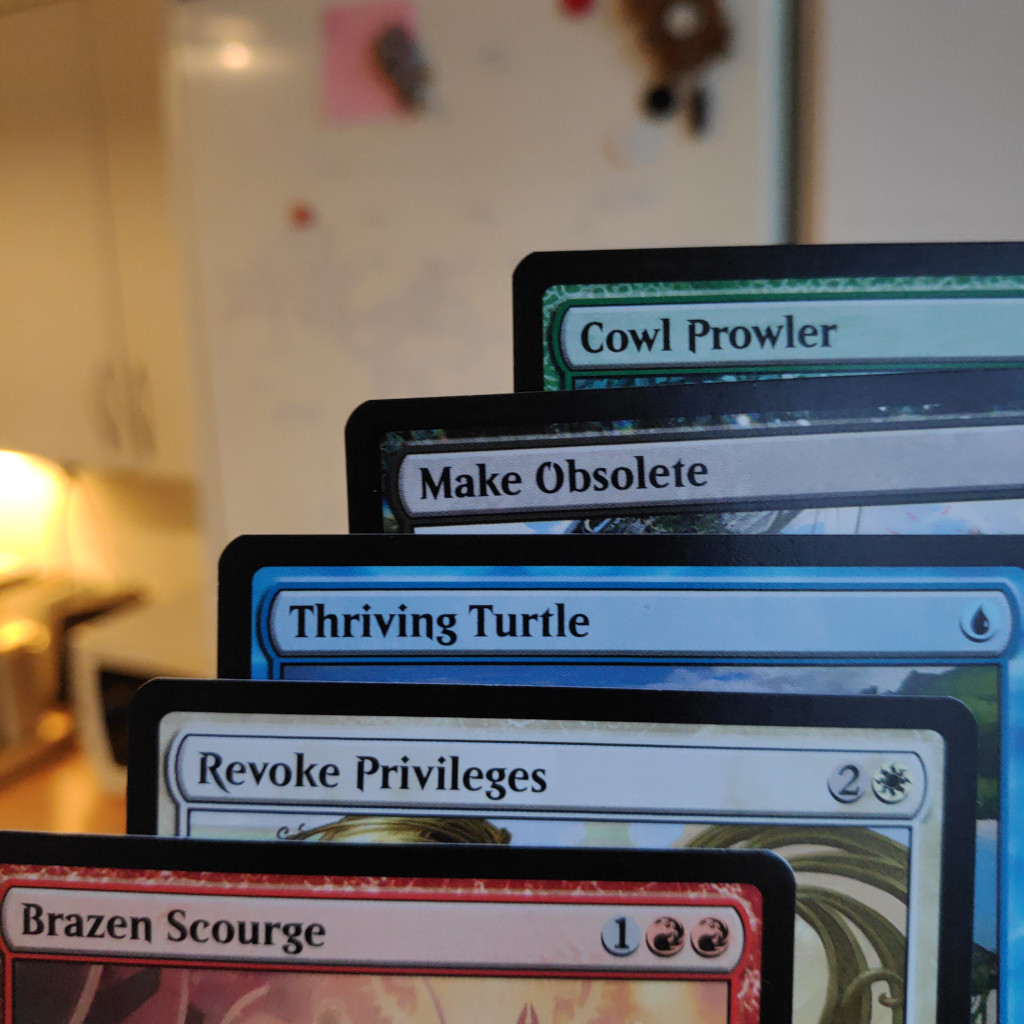 Cowl Prowler
Make Obsolete
Thriving Turtle
Revoke Privileges 2
Brazen Scourge 1